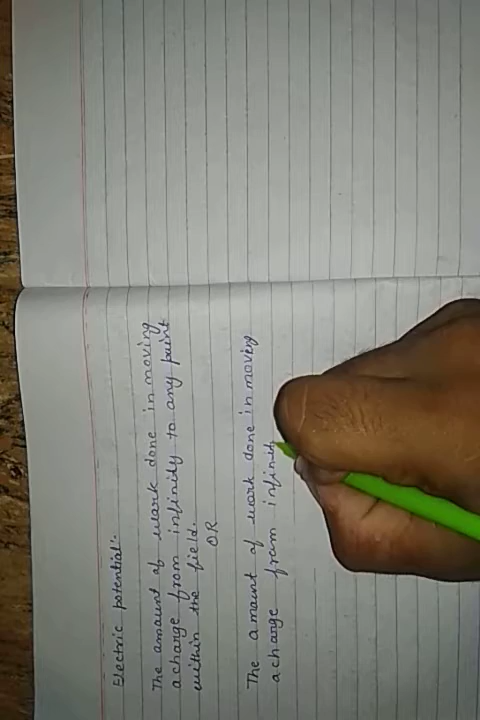 Electric potential:
The amount of work done in moving
a charge from infinity to any point
within the field.
OR
The amount of work done in moving
a charge from infinity